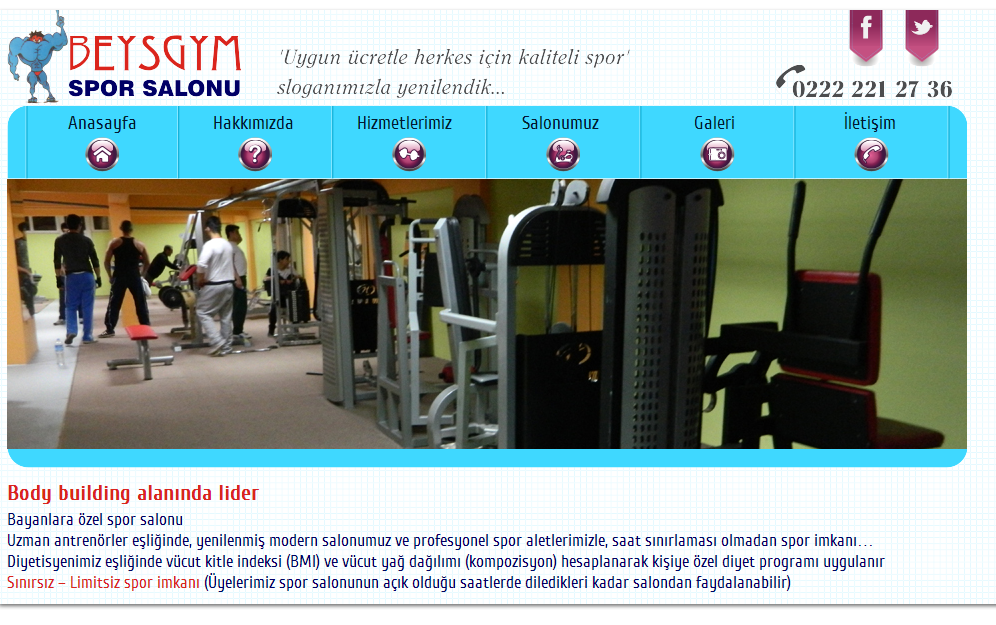 BEYSGYM
SPOR SALONU
'Uygun ücretle herkes için kaliteli spor'
sloganımızla yenilendik...
0222 221 27 36
Anasayfa
Hakkımızda
Hizmetlerimiz
Salonumuz
Galeri
İletişim
Body building alanında lider
Bayanlara özel spor salonu
Uzman antrenörler eşliğinde, yenilenmiş modern salonumuz ve profesyonel spor aletlerimizle, saat sınırlaması olmadan spor imkanı…
Diyetisyenimiz eşliğinde vücut kitle indeksi (BMI) ve vücut yağ dağılımı (kompozisyon) hesaplanarak kişiye özel diyet programı uygulanır
Sınırsız – Limitsiz spor imkanı (Üyelerimiz spor salonunun açık olduğu saatlerde diledikleri kadar salondan faydalanabilir)